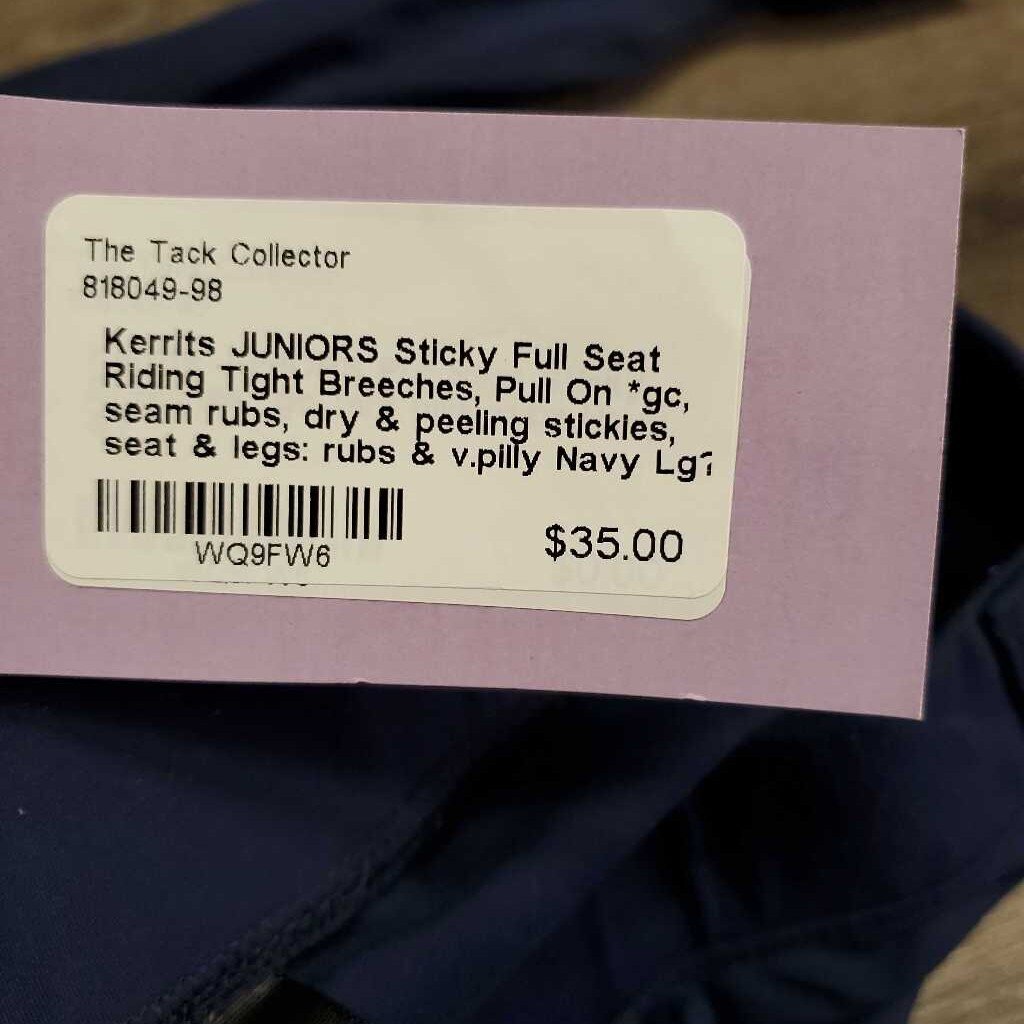 The Tack Collector
818049-98
Kerrits JUNIORS Sticky Full Seat
Riding Tight Breeches, Pull On *gc,
seam rubs, dry & peeling stickies,
seat & legs: rubs & v.pilly Navy Lg?
WQ9FW6
$35.00